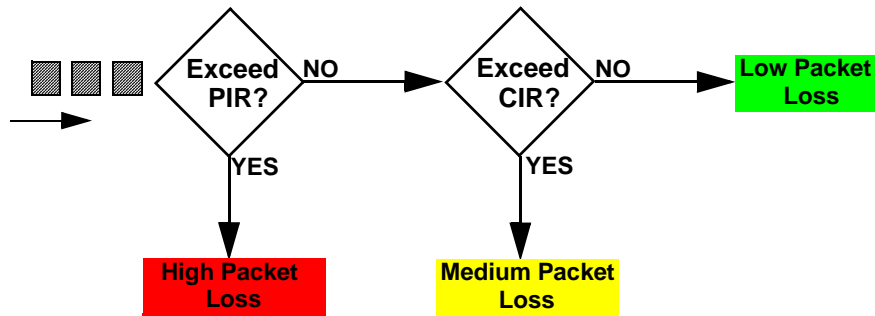 Exceed
PIR?
NO
YES
High Packet
Loss
Exceed
CIR?
NO
YES
Medium Packet
Loss
Low Packet
Loss